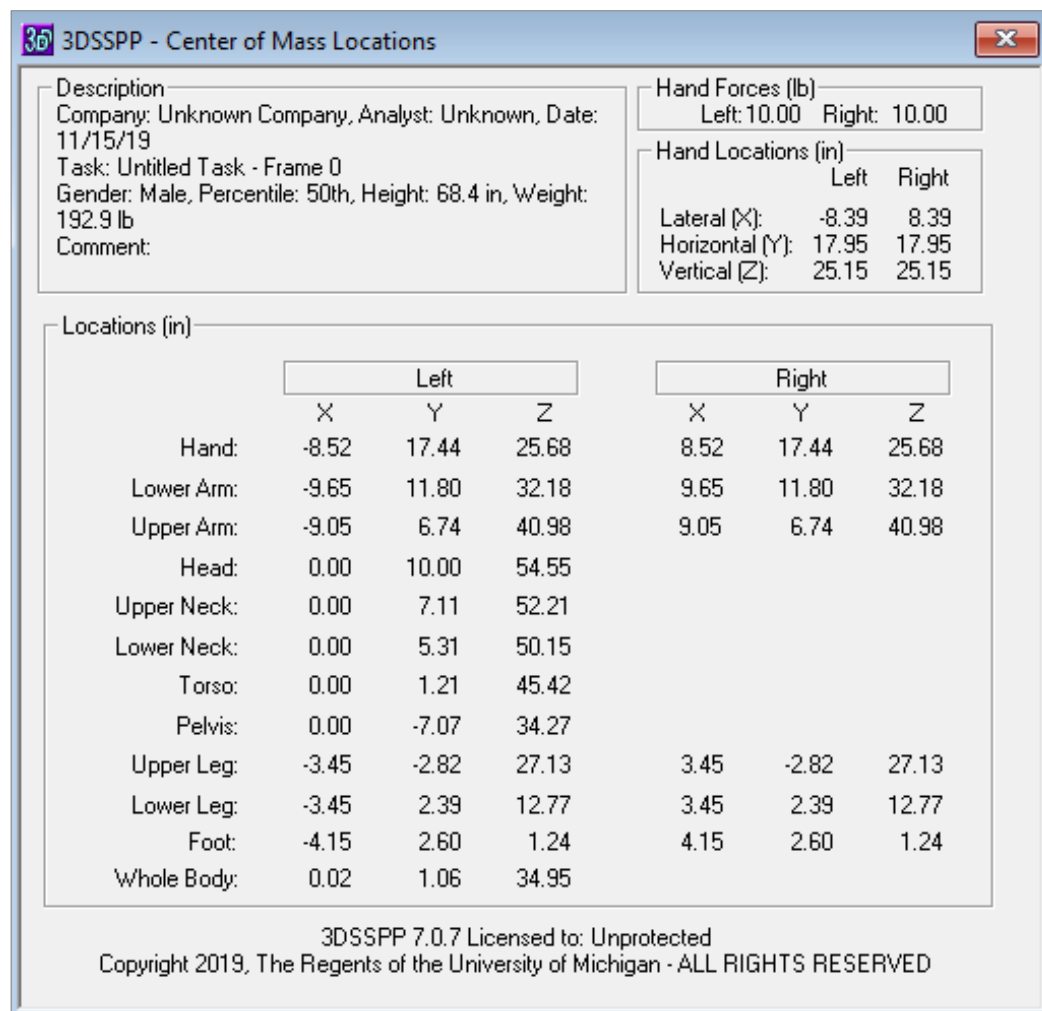 3D 3DSSPP - Center of Mass Locations
Description
Company: Unknown Company, Analyst: Unknown, Date:
11/15/19
Task: Untitled Task - Frame 0
Gender: Male, Percentile: 50th, Height: 68.4 in, Weight:
192.9 lb
Comment:
Hand Forces (lb)
Left: 10.00 Right: 10.00
Hand Locations (in)
Left Right
Lateral (X): -8.39 8.39
Horizontal (Y): 17.95 17.95
Vertical (Z): 25.15 25.15
Locations (in)
Left Right
X Y Z X Y Z
Hand: -8.52 17.44 25.68 8.52 17.44 25.68
Lower Arm: -9.65 11.80 32.18 9.65 11.80 32.18
Upper Arm: -9.05 6.74 40.98 9.05 6.74 40.98
Head: 0.00 10.00 54.55
Upper Neck: 0.00 7.11 52.21
Lower Neck: 0.00 5.31 50.15
Torso: 0.00 1.21 45.42
Pelvis: 0.00 -7.07 34.27
Upper Leg: -3.45 -2.82 27.13 3.45 -2.82 27.13
Lower Leg: -3.45 2.39 12.77 3.45 2.39 12.77
Foot: -4.15 2.60 1.24 4.15 2.60 1.24
Whole Body: 0.02 1.06 34.95
3DSSPP 7.0.7 Licensed to: Unprotected
Copyright 2019, The Regents of the University of Michigan - ALL RIGHTS RESERVED